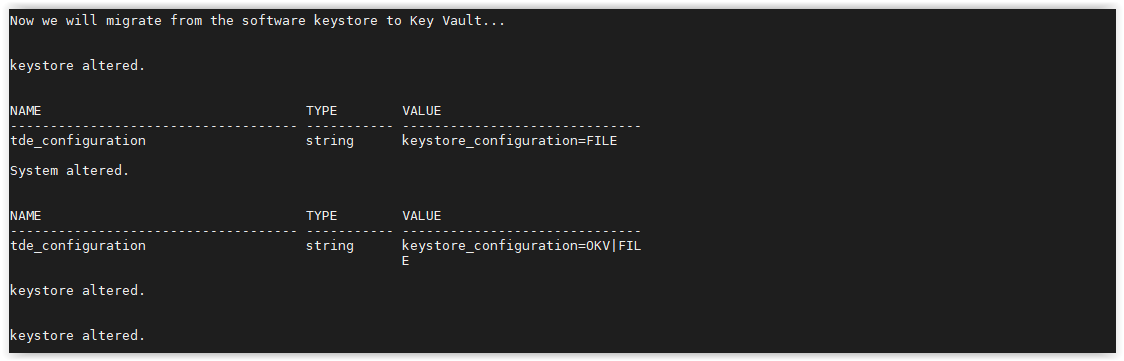 Now we will migrate from the software keystore to Key Vault...
keystore altered.
NAME                                 TYPE        VALUE
------------------------------------ ----------- ------------------------------
tde_configuration                    string      keystore_configuration=FILE
System altered.
NAME                                 TYPE        VALUE
------------------------------------ ----------- ------------------------------
tde_configuration                    string      keystore_configuration=OKV|FIL
                                                 E
keystore altered.
keystore altered.